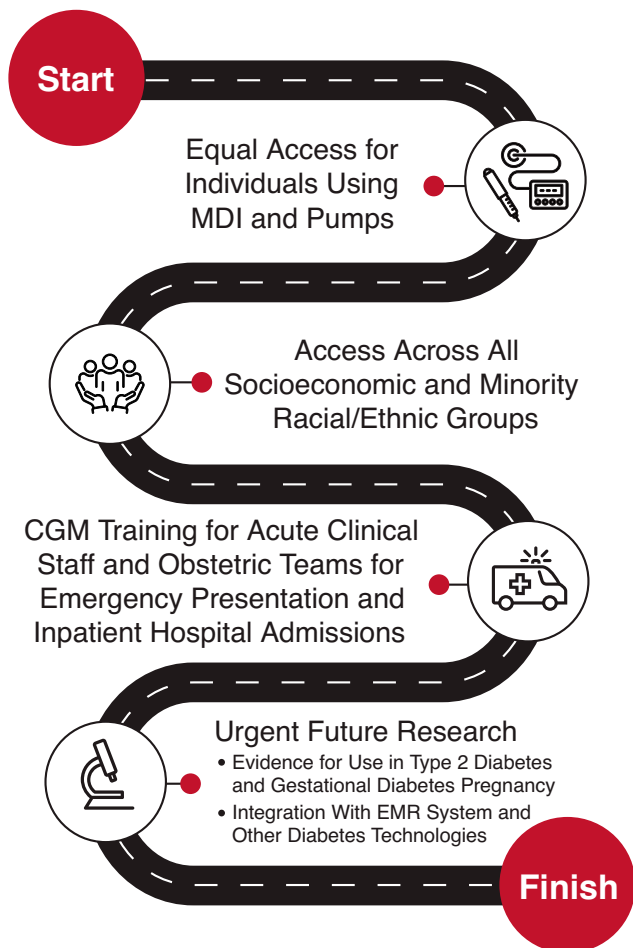 Start
Equal Access for
Individuals Using
MDI and Pumps
Access Across All
Socioeconomic and Minority
Racial/Ethnic Groups
CGM Training for Acute Clinical
Staff and Obstetric Teams for
Emergency Presentation and
Inpatient Hospital Admissions
Urgent Future Research
• Evidence for Use in Type 2 Diabetes
and Gestational Diabetes Pregnancy
• Integration With EMR System and
Other Diabetes Technologies
Finish